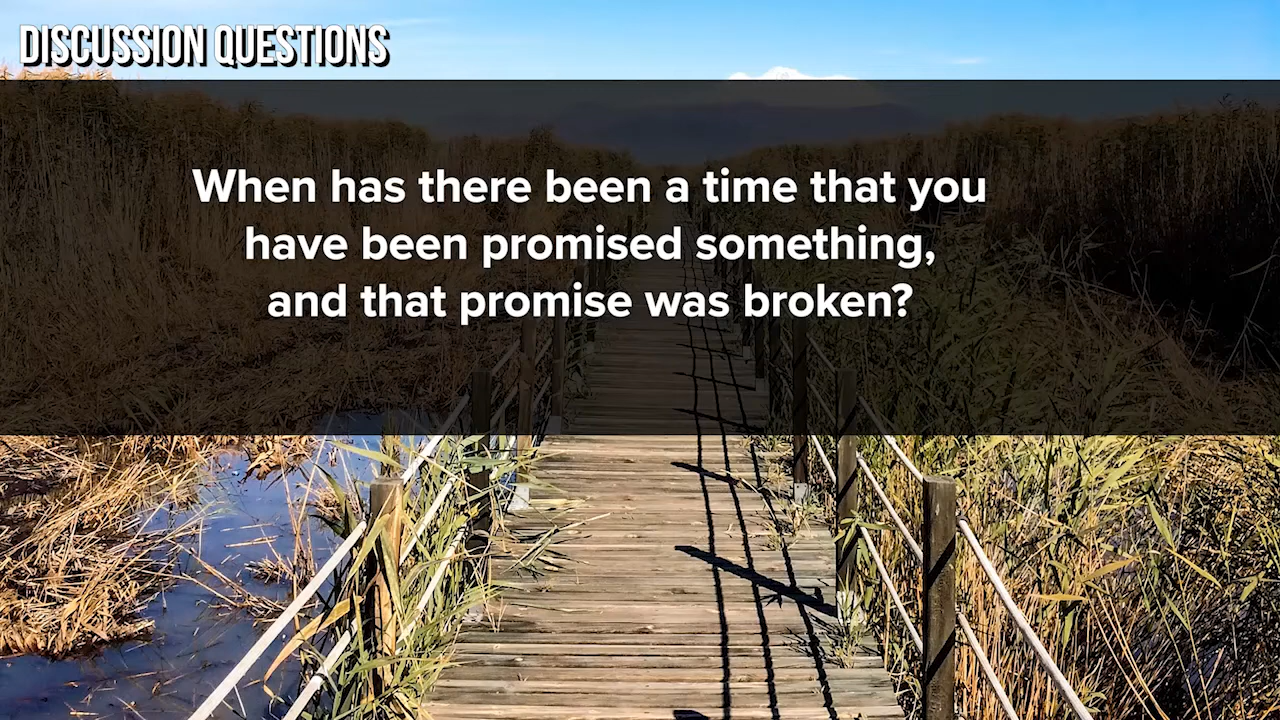 DISCUSSION QUESTIONS
When has there been a time that you
have been promised something,
and that promise was broken?